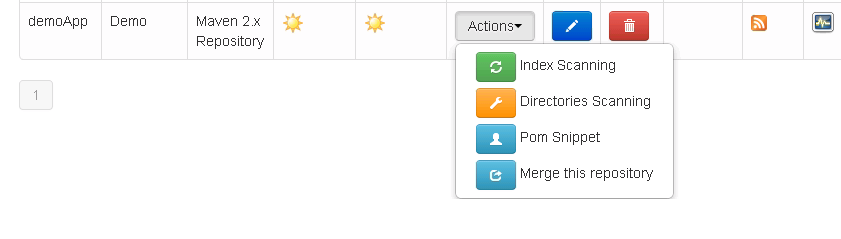 demoApp Demo Maven 2.x Repository Actions
Index Scanning
Directories Scanning
Pom Snippet
Merge this repository
1